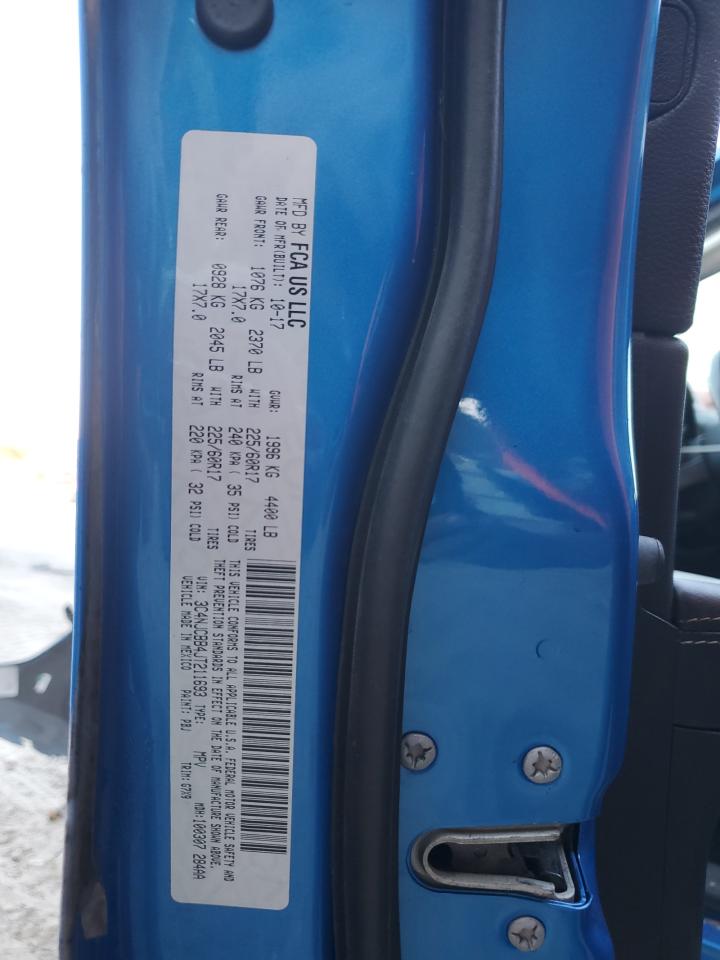 MFD BY FCA US LLC
DATE OF MFR(BUILT): 10-17 GVWR: 1996 KG 4400 LB
GAWR FRONT: 1076 KG 2370 LB WITH 225/60R17 TIRES
17X7.0 RIMS AT 240 KPA ( 35 PSI) COLD
GAWR REAR: 0928 KG 2045 LB WITH 225/60R17 TIRES
17X7.0 RIMS AT 220 KPA ( 32 PSI) COLD
THIS VEHICLE CONFORMS TO ALL APPLICABLE U.S.A. FEDERAL MOTOR VEHICLE SAFETY AND
THEFT PREVENTION STANDARDS IN EFFECT ON THE DATE OF MANUFACTURE SHOWN ABOVE.
VIN: 3C4NJCBB4JT211693 TYPE: MPV MDH:100307 284AA
VEHICLE MADE IN MEXICO PAINT: PBJ TRIM: G7X9